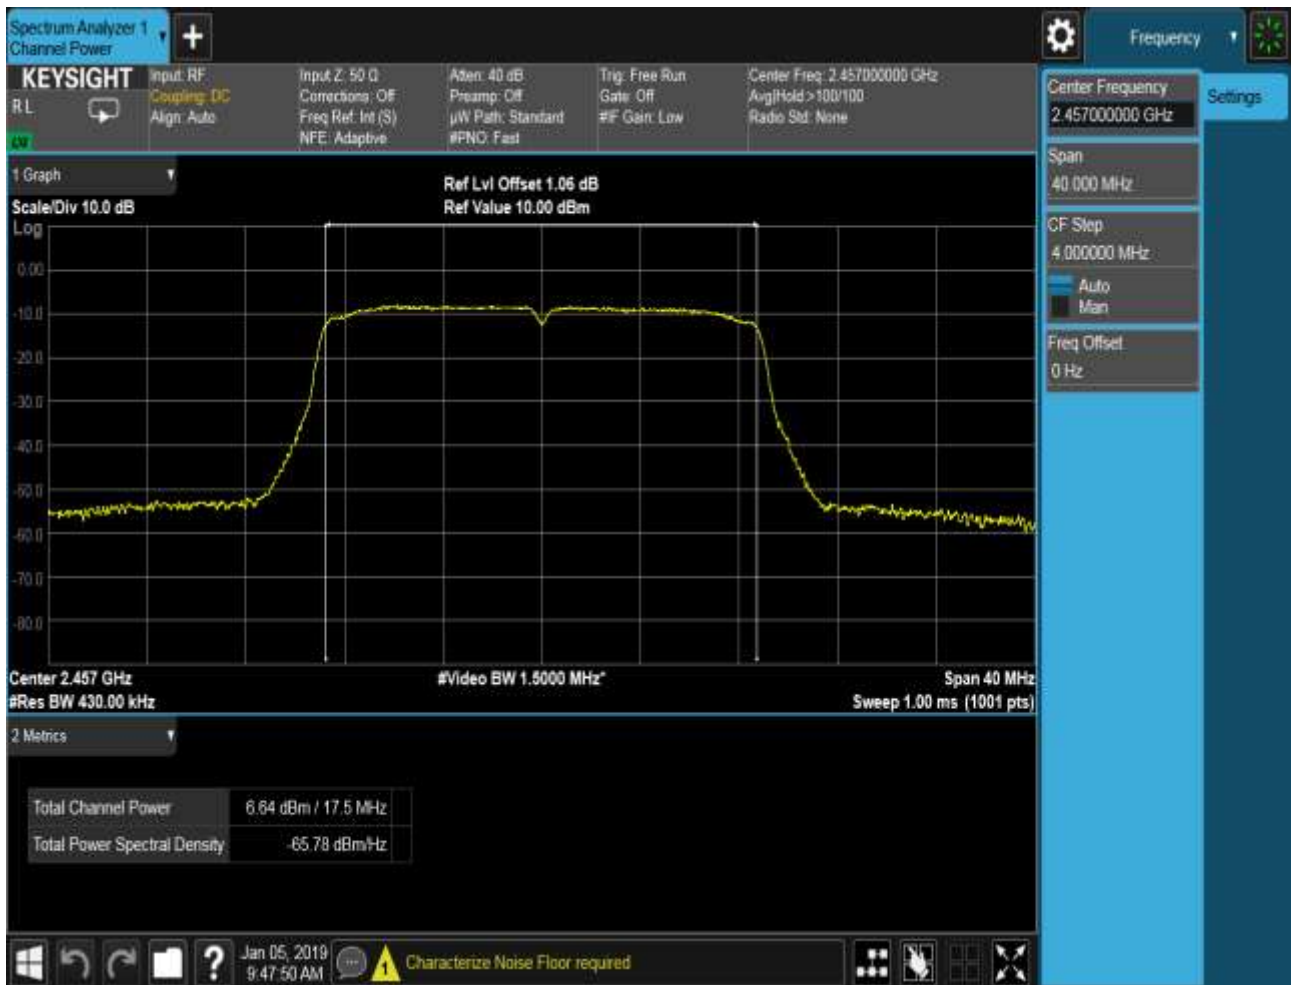 Spectrum Analyzer 1
Channel Power
Frequency
KEYSIGHT
R L
Input: RF
Coupling: DC
Align: Auto
Input Z: 50 Ω
Corrections: Off
Freq Ref: Int (S)
NFE: Adaptive
Atten: 40 dB
Preamp: Off
µW Path: Standard
#PNO: Fast
Trig: Free Run
Gate: Off
#IF Gain: Low
Center Freq: 2.457000000 GHz
Avg|Hold:>100/100
Radio Std: None
Center Frequency
2.457000000 GHz
Settings
Span
40.000 MHz
CF Step
4.000000 MHz
Auto
Man
Freq Offset
0 Hz
1 Graph
Scale/Div 10.0 dB
Ref Lvl Offset 1.06 dB
Ref Value 10.00 dBm
Log
0.00
-10.0
-20.0
-30.0
-40.0
-50.0
-60.0
-70.0
-80.0
Center 2.457 GHz
#Video BW 1.5000 MHz*
Span 40 MHz
#Res BW 430.00 kHz
Sweep 1.00 ms (1001 pts)
2 Metrics
Total Channel Power 6.64 dBm / 17.5 MHz
Total Power Spectral Density -65.78 dBm/Hz
?
Jan 05, 2019
9:47:50 AM
1
Characterize Noise Floor required